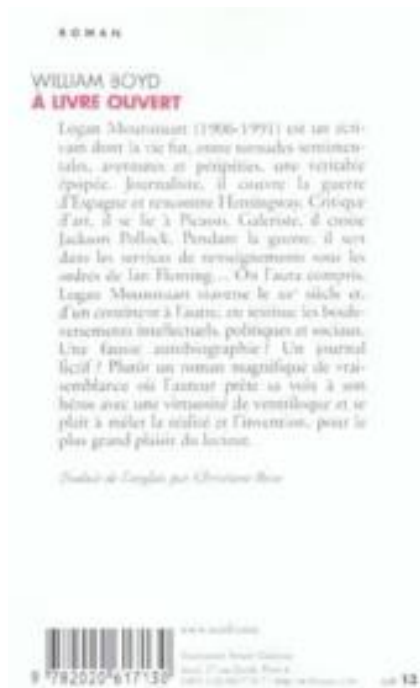 ROMAN
WILLIAM BOYD
À LIVRE OUVERT
Logan Mountstuart (1906-1991) est un écri-
vain dont la vie fut, entre tornades sentimen-
tales, aventures et péripéties, une véritable
épopée. Journaliste, il couvre la guerre
d'Espagne et rencontre Hemingway. Critique
d'art, il se lie à Picasso. Galeriste, il croise
Jackson Pollock. Pendant la guerre, il sert
dans les services de renseignements sous les
ordres de Ian Fleming... On l'aura compris,
Logan Mountstuart traverse le XXe siècle et,
d'un continent à l'autre, en restitue les boule-
versements intellectuels, politiques et sociaux.
Une fausse autobiographie? Un journal
fictif? Plutôt un roman magnifique de vrai-
semblance où l'auteur prête sa voix à son
héros avec une virtuosité de ventriloque et se
plaît à mêler la réalité et l'invention, pour le
plus grand plaisir du lecteur.
Traduit de l'anglais par Christiane Besse
9 782020 617130